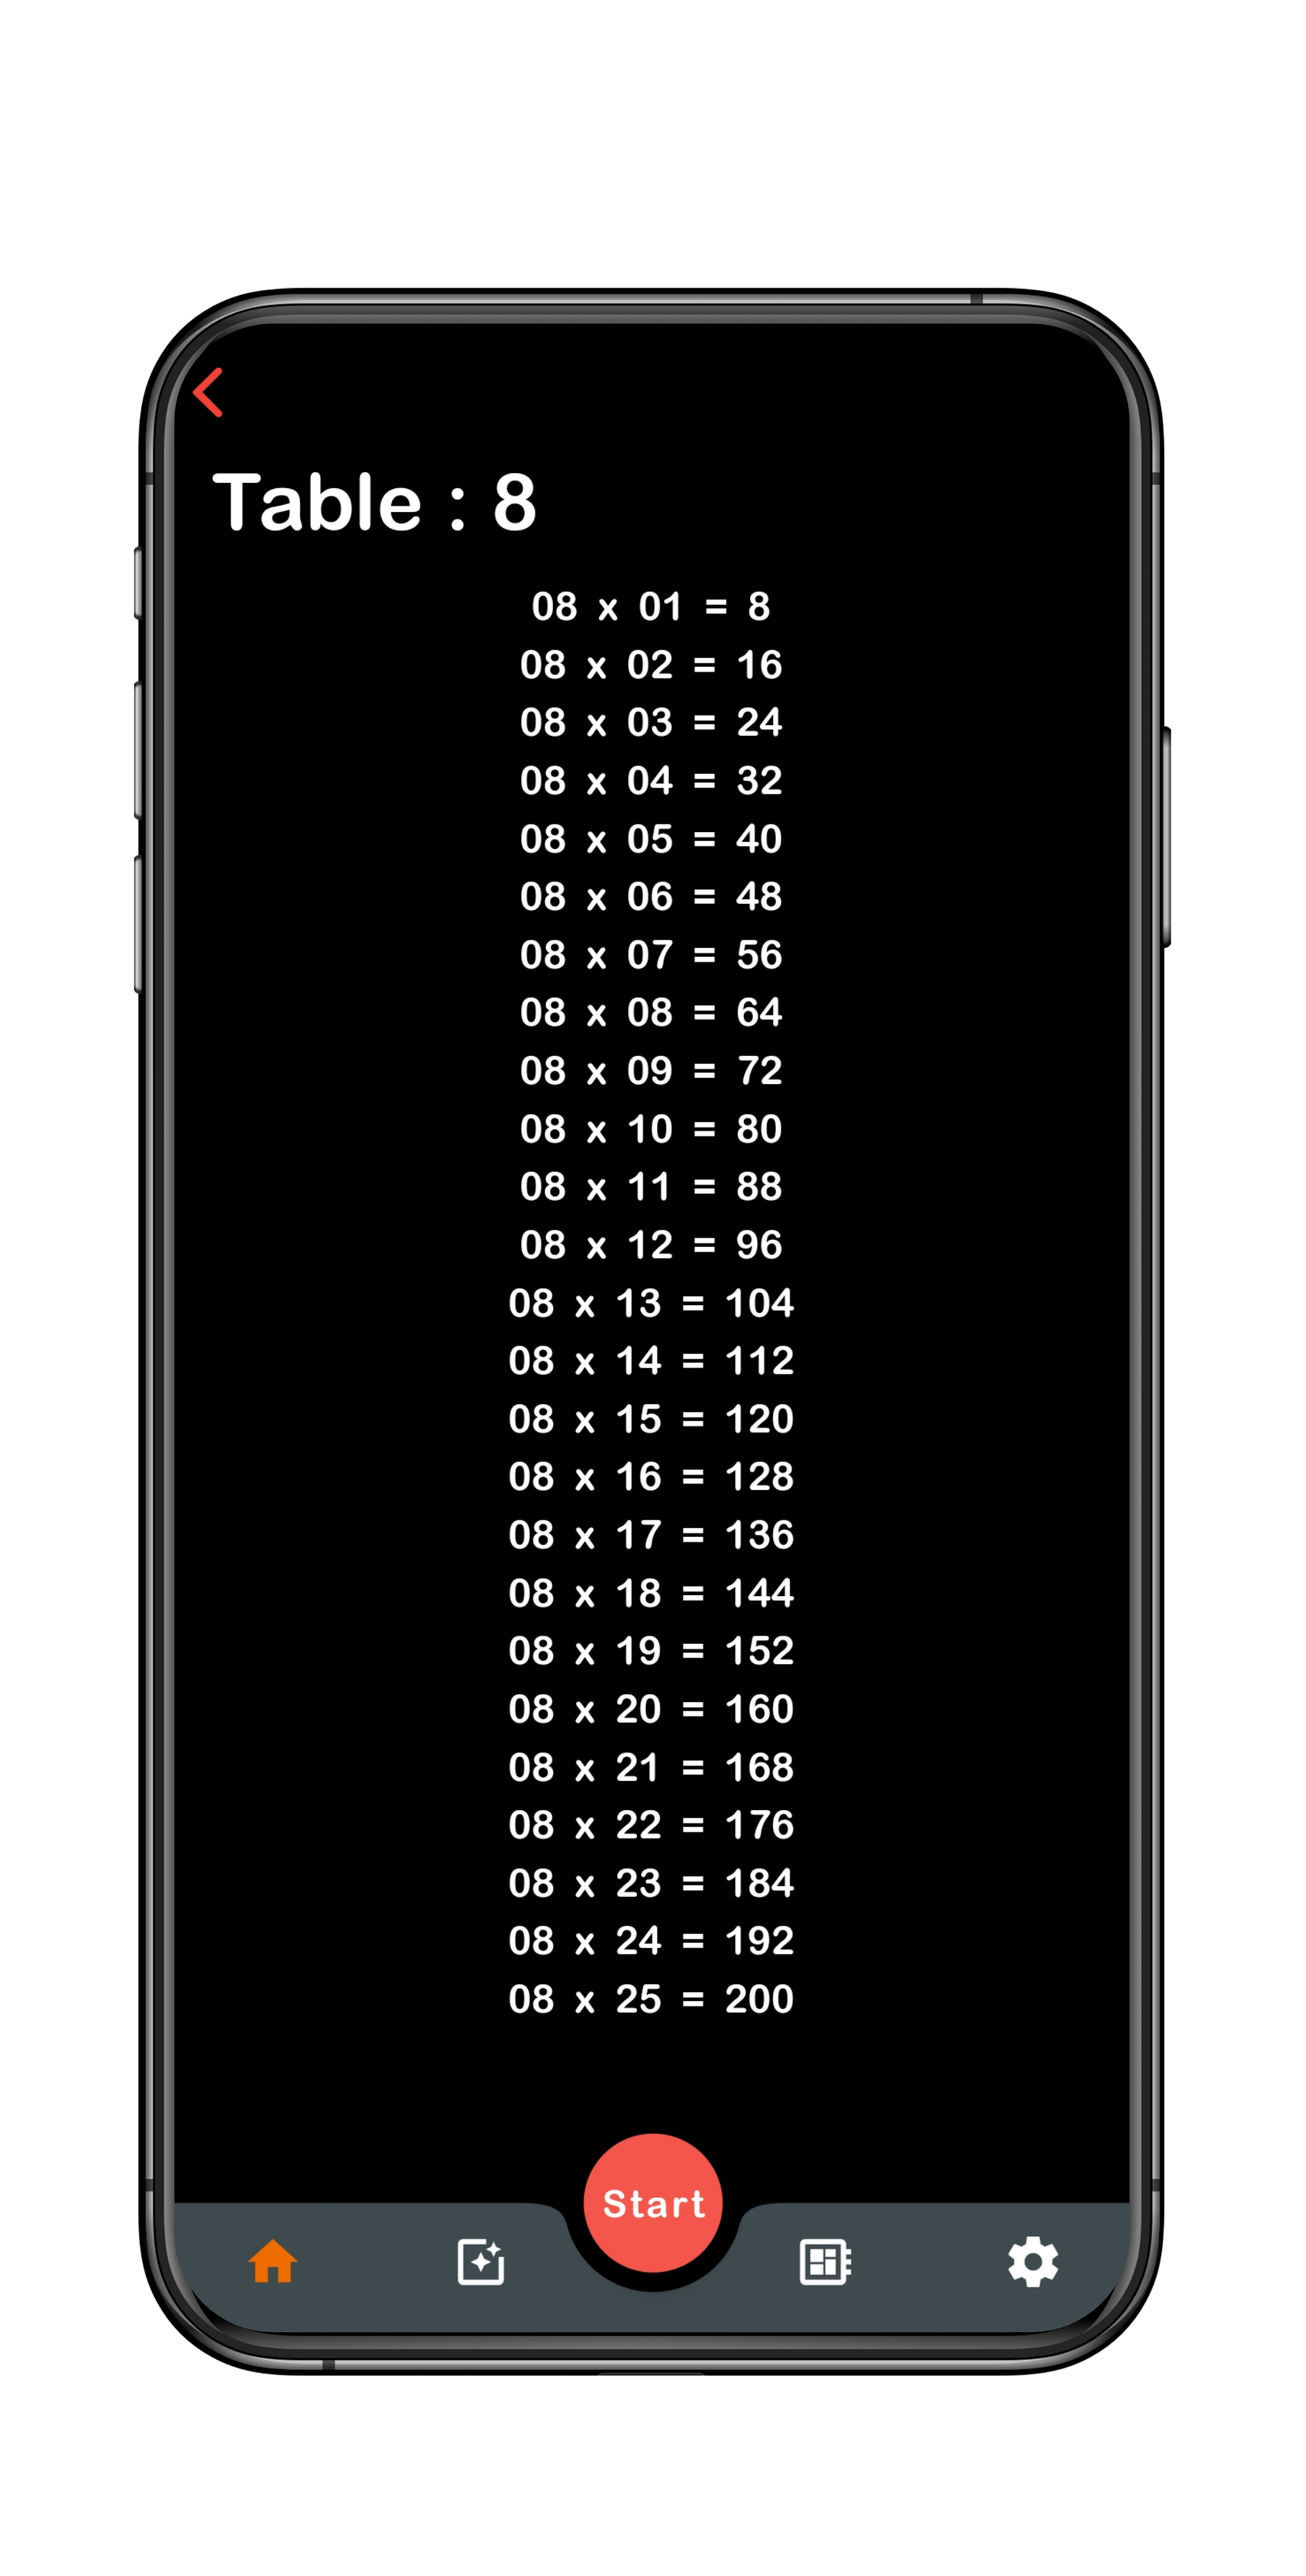 Table : 8
08 x 01 = 8
08 x 02 = 16
08 x 03 = 24
08 x 04 = 32
08 x 05 = 40
08 x 06 = 48
08 x 07 = 56
08 x 08 = 64
08 x 09 = 72
08 x 10 = 80
08 x 11 = 88
08 x 12 = 96
08 x 13 = 104
08 x 14 = 112
08 x 15 = 120
08 x 16 = 128
08 x 17 = 136
08 x 18 = 144
08 x 19 = 152
08 x 20 = 160
08 x 21 = 168
08 x 22 = 176
08 x 23 = 184
08 x 24 = 192
08 x 25 = 200
Start